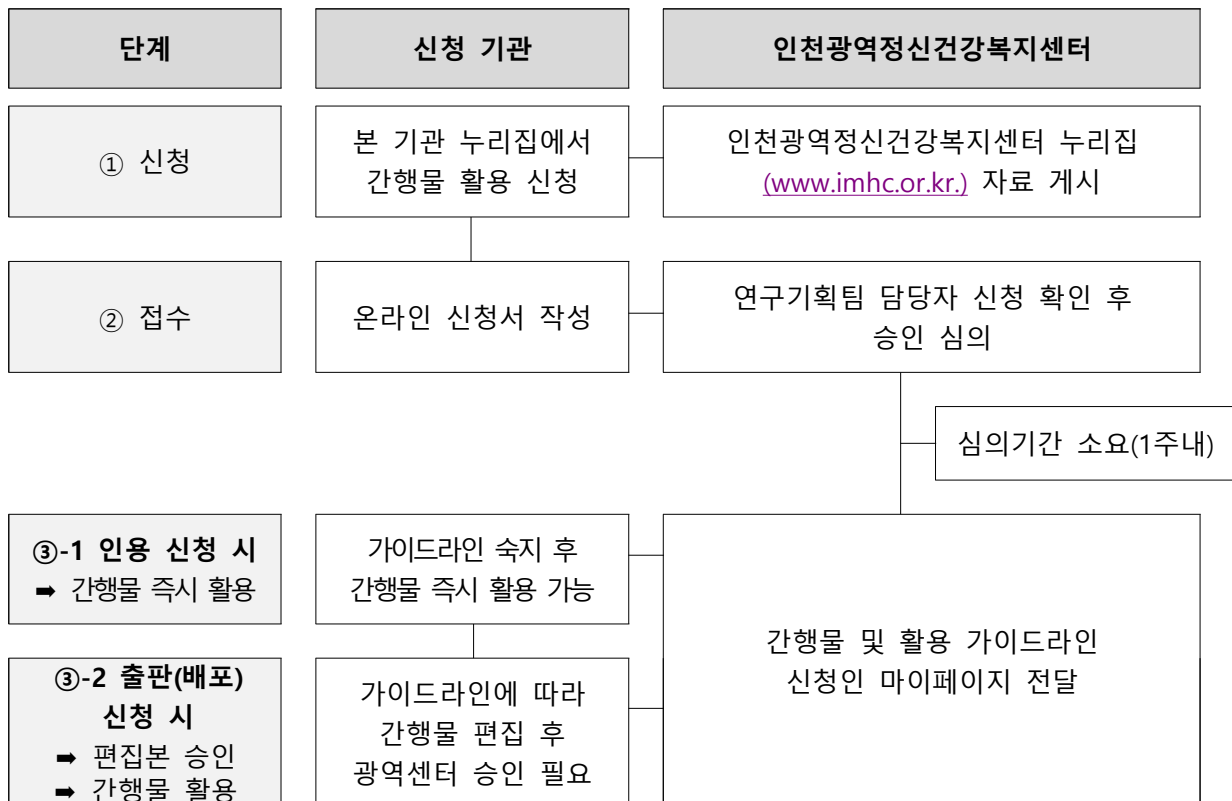 단계
신청 기관
인천광역정신건강복지센터
① 신청
본 기관 누리집에서
간행물 활용 신청
인천광역정신건강복지센터 누리집
(www.imhc.or.kr.) 자료 게시
② 접수
온라인 신청서 작성
연구기획팀 담당자 신청 확인 후
승인 심의
심의기간 소요(1주내)
③-1 인용 신청 시
➡ 간행물 즉시 활용
가이드라인 숙지 후
간행물 즉시 활용 가능
간행물 및 활용 가이드라인
신청인 마이페이지 전달
③-2 출판(배포)
신청 시
➡ 편집본 승인
➡ 간행물 활용
가이드라인에 따라
간행물 편집 후
광역센터 승인 필요